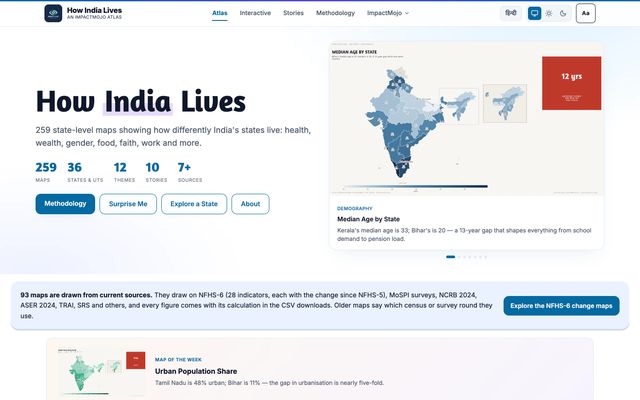 How India Lives
AN IMPACTMOJO ATLAS
Atlas
Interactive
Stories
Methodology
ImpactMojo
हिन्दी
Aa
How India Lives
259 state-level maps showing how differently India's states live: health,
wealth, gender, food, faith, work and more.
259
MAPS
36
STATES & UTS
12
THEMES
10
STORIES
7+
SOURCES
Methodology
Surprise Me
Explore a State
About
MEDIAN AGE BY STATE
12 yrs
DEMOGRAPHY
Median Age by State
Kerala's median age is 33; Bihar's is 20 — a 13-year gap that shapes everything from school
demand to pension load.
93 maps are drawn from current sources. They draw on NFHS-6 (28 indicators, each with the change since NFHS-5), MoSPI surveys, NCRB 2024,
ASER 2024, TRAI, SRS and others, and every figure comes with its calculation in the CSV downloads. Older maps say which census or survey round they
use.
Explore the NFHS-6 change maps
MAP OF THE WEEK
Urban Population Share
Tamil Nadu is 48% urban; Bihar is 11% — the gap in urbanisation is nearly five-fold.